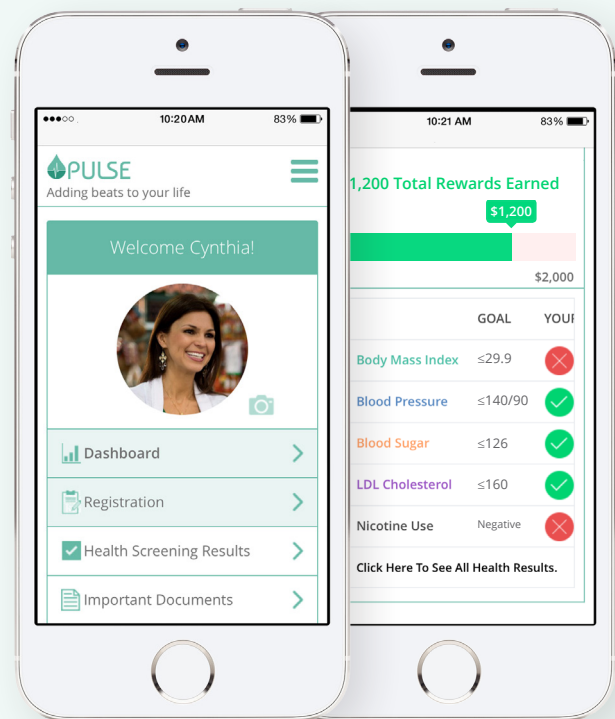 10:20AM
83%
PULSE
Adding beats to your life
Welcome Cynthia!
Dashboard
Registration
Health Screening Results
Important Documents
10:21 AM
83%
1,200 Total Rewards Earned
$1,200
$2,000
GOAL
Body Mass Index ≤29.9
Blood Pressure ≤140/90
Blood Sugar ≤126
LDL Cholesterol ≤160
Nicotine Use Negative
Click Here To See All Health Results.